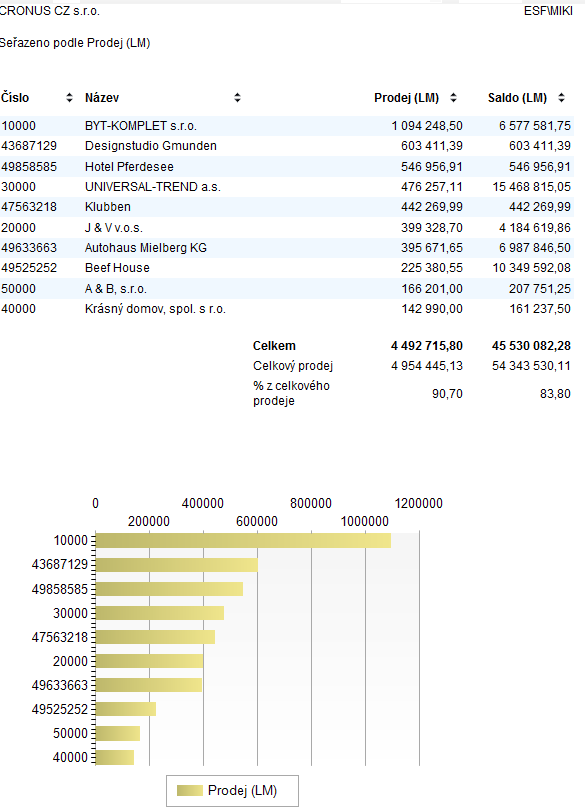 CRONUS CZ s.r.o. ESF\MIKI
Seřazeno podle Prodej (LM)
Číslo Název Prodej (LM) Saldo (LM)
10000 BYT-KOMPLET s.r.o. 1 094 248,50 6 577 581,75
43687129 Designstudio Gmunden 603 411,39 603 411,39
49858585 Hotel Pferdesee 546 956,91 546 956,91
30000 UNIVERSAL-TREND a.s. 476 257,11 15 468 815,05
47563218 Klubben 442 269,99 442 269,99
20000 J & V v.o.s. 399 328,70 4 184 619,86
49633663 Autohaus Mielberg KG 395 671,65 6 987 846,50
49525252 Beef House 225 380,55 10 349 592,08
50000 A & B, s.r.o. 166 201,00 207 751,25
40000 Krásný domov, spol. s r.o. 142 990,00 161 237,50
Celkem 4 492 715,80 45 530 082,28
Celkový prodej 4 954 445,13 54 343 530,11
% z celkového
prodeje 90,70 83,80
0 400000 800000 1200000
200000 600000 1000000
10000
43687129
49858585
30000
47563218
20000
49633663
49525252
50000
40000
Prodej (LM)